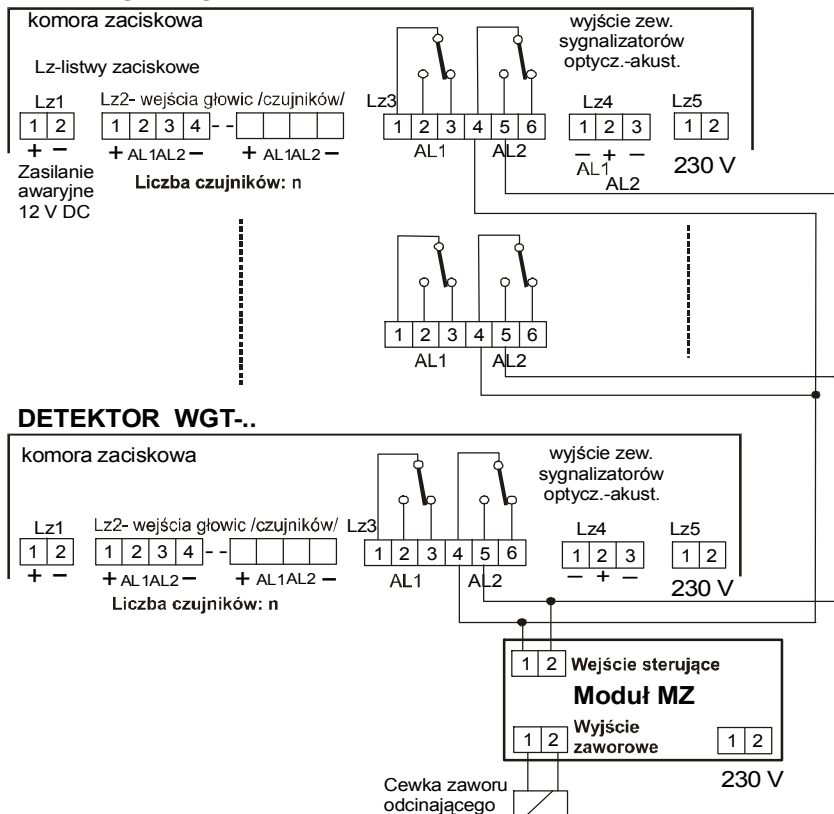 komora zaciskowa
wyjście zew.
sygnalizatorów
optycz.-akust.
Lz-listwy zaciskowe
Lz1
Lz2- wejścia głowic /czujników/
Lz3
Lz4
Lz5
1 2
1 2 3 4 - -
1 2 3 4 5 6
1 2 3
1 2
+ −
+ AL1AL2 −
+ AL1AL2 −
AL1
AL2
− + −
AL1
AL2
230 V
Zasilanie
awaryjne
12 V DC
Liczba czujników: n
1 2 3 4 5 6
AL1
AL2
DETEKTOR WGT-..
komora zaciskowa
wyjście zew.
sygnalizatorów
optycz.-akust.
Lz1
Lz2- wejścia głowic /czujników/
Lz3
Lz4
Lz5
1 2
1 2 3 4 - -
1 2 3 4 5 6
1 2 3
1 2
+ −
+ AL1AL2 −
+ AL1AL2 −
AL1
AL2
− + −
230 V
Liczba czujników: n
1 2 Wejście sterujące
Moduł MZ
1 2 Wyjście
zaworowe
1 2
230 V
Cewka zaworu
odcinającego